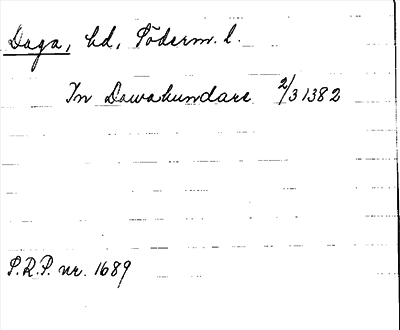 Daga, hd, Söderm. l.
In Dawahundare 2/3 1382
S.R.P. nr. 1689